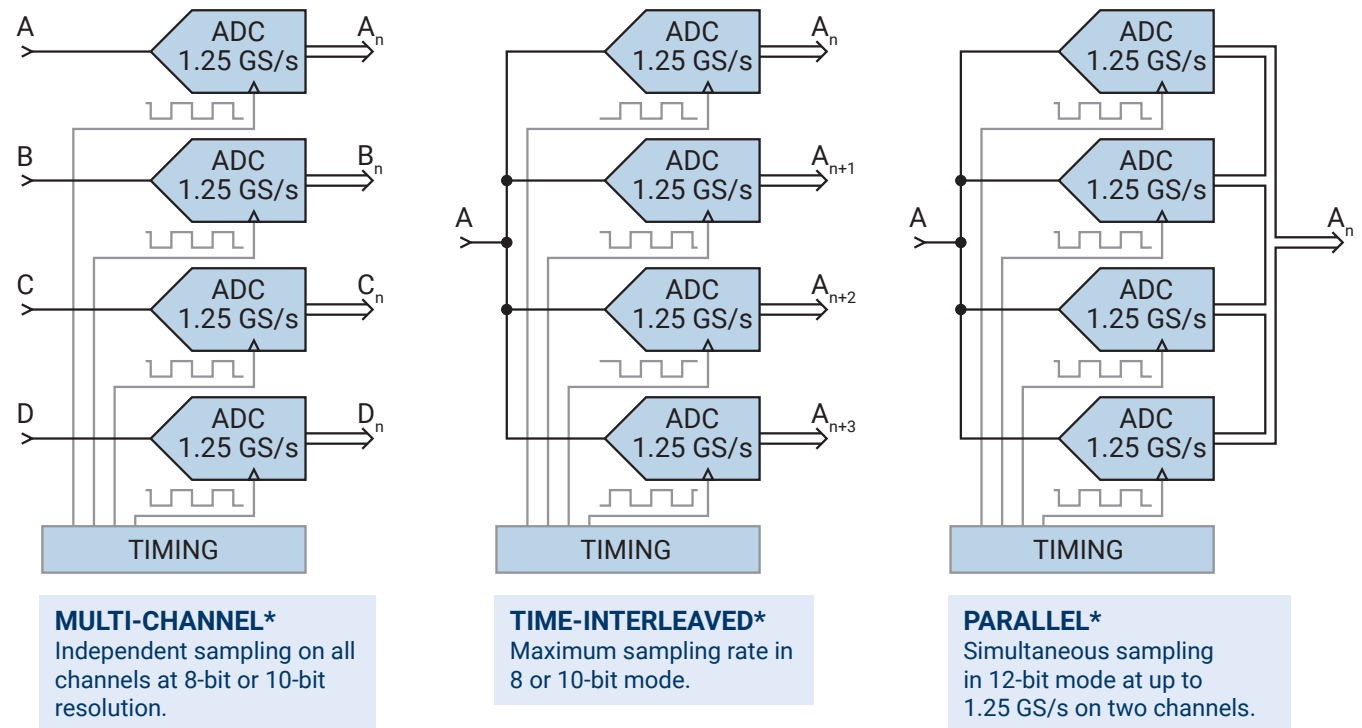 A
ADC
1.25 GS/s
An
B
ADC
1.25 GS/s
Bn
C
ADC
1.25 GS/s
Cn
D
ADC
1.25 GS/s
Dn
TIMING
MULTI-CHANNEL*
Independent sampling on all
channels at 8-bit or 10-bit
resolution.
A
ADC
1.25 GS/s
An
ADC
1.25 GS/s
An+1
ADC
1.25 GS/s
An+2
ADC
1.25 GS/s
An+3
TIMING
TIME-INTERLEAVED*
Maximum sampling rate in
8 or 10-bit mode.
A
ADC
1.25 GS/s
ADC
1.25 GS/s
ADC
1.25 GS/s
ADC
1.25 GS/s
An
TIMING
PARALLEL*
Simultaneous sampling
in 12-bit mode at up to
1.25 GS/s on two channels.